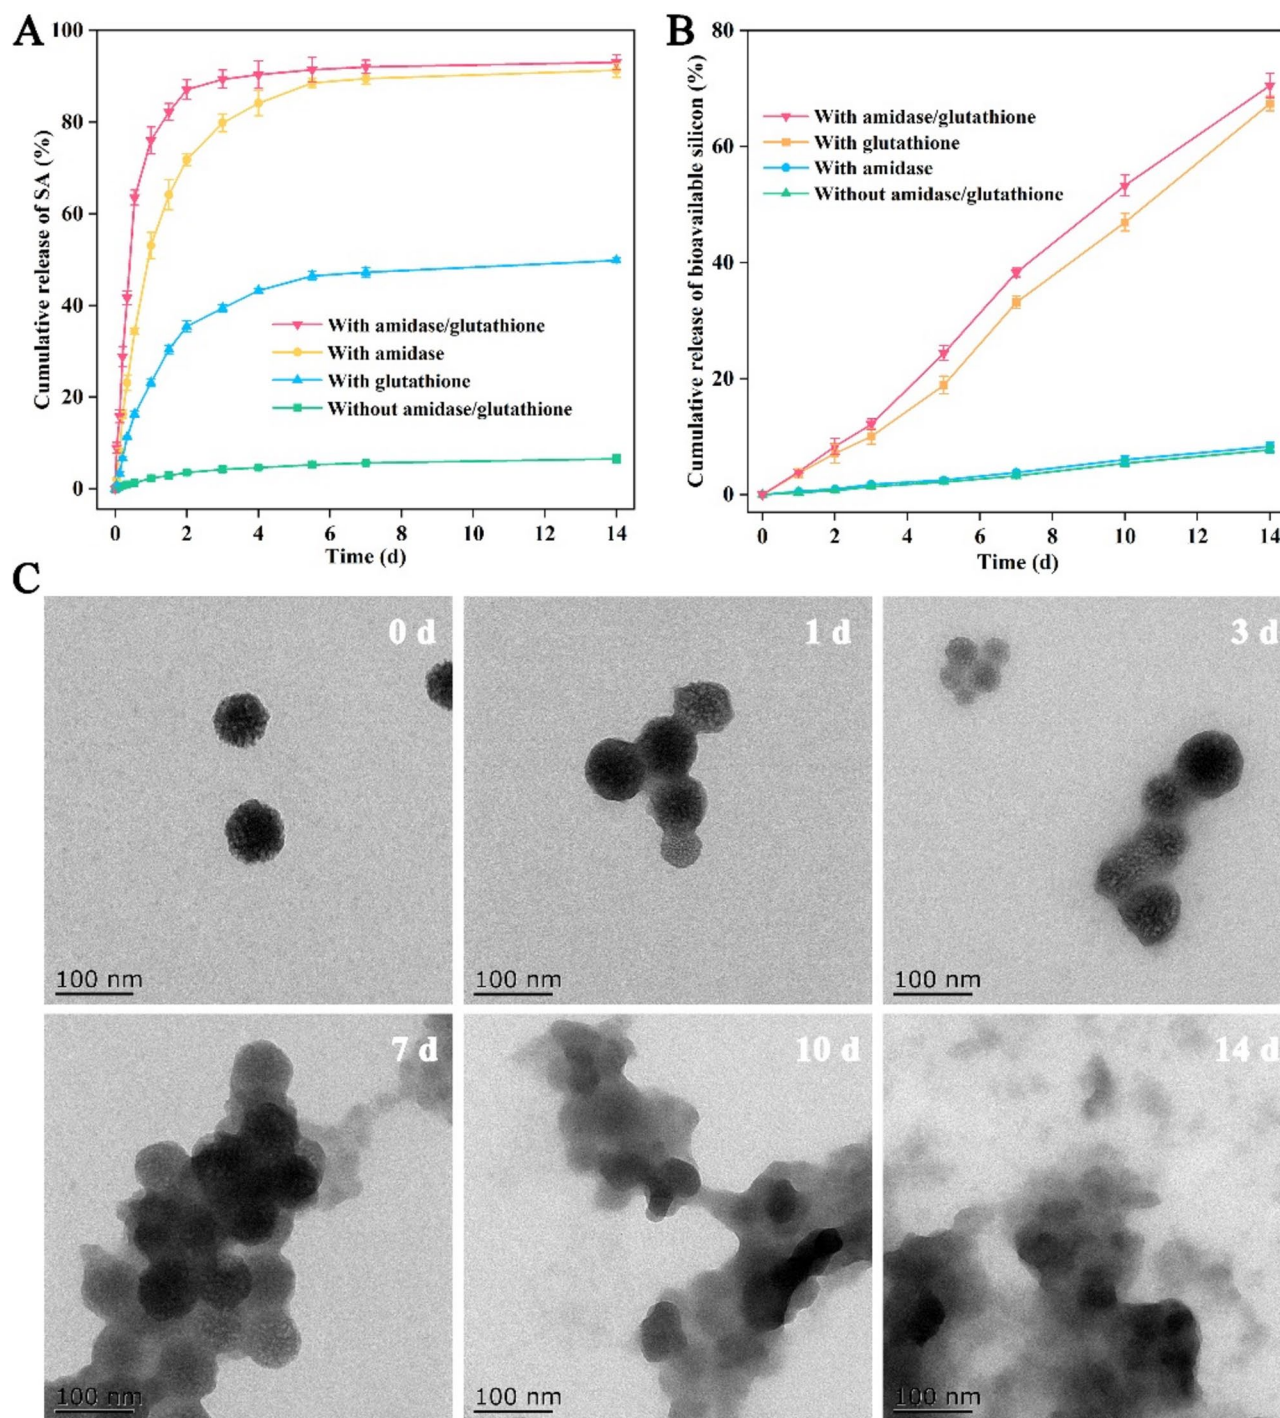 A
Cumulative release of SA (%)
100
80
60
40
20
0
With amidase/glutathione
With amidase
With glutathione
Without amidase/glutathione
0 2 4 6 8 10 12 14
Time (d)
B
Cumulative release of bioavailable silicon (%)
80
60
40
20
0
With amidase/glutathione
With glutathione
With amidase
Without amidase/glutathione
0 2 4 6 8 10 12 14
Time (d)
C
0 d
100 nm
1 d
100 nm
3 d
100 nm
7 d
100 nm
10 d
100 nm
14 d
100 nm